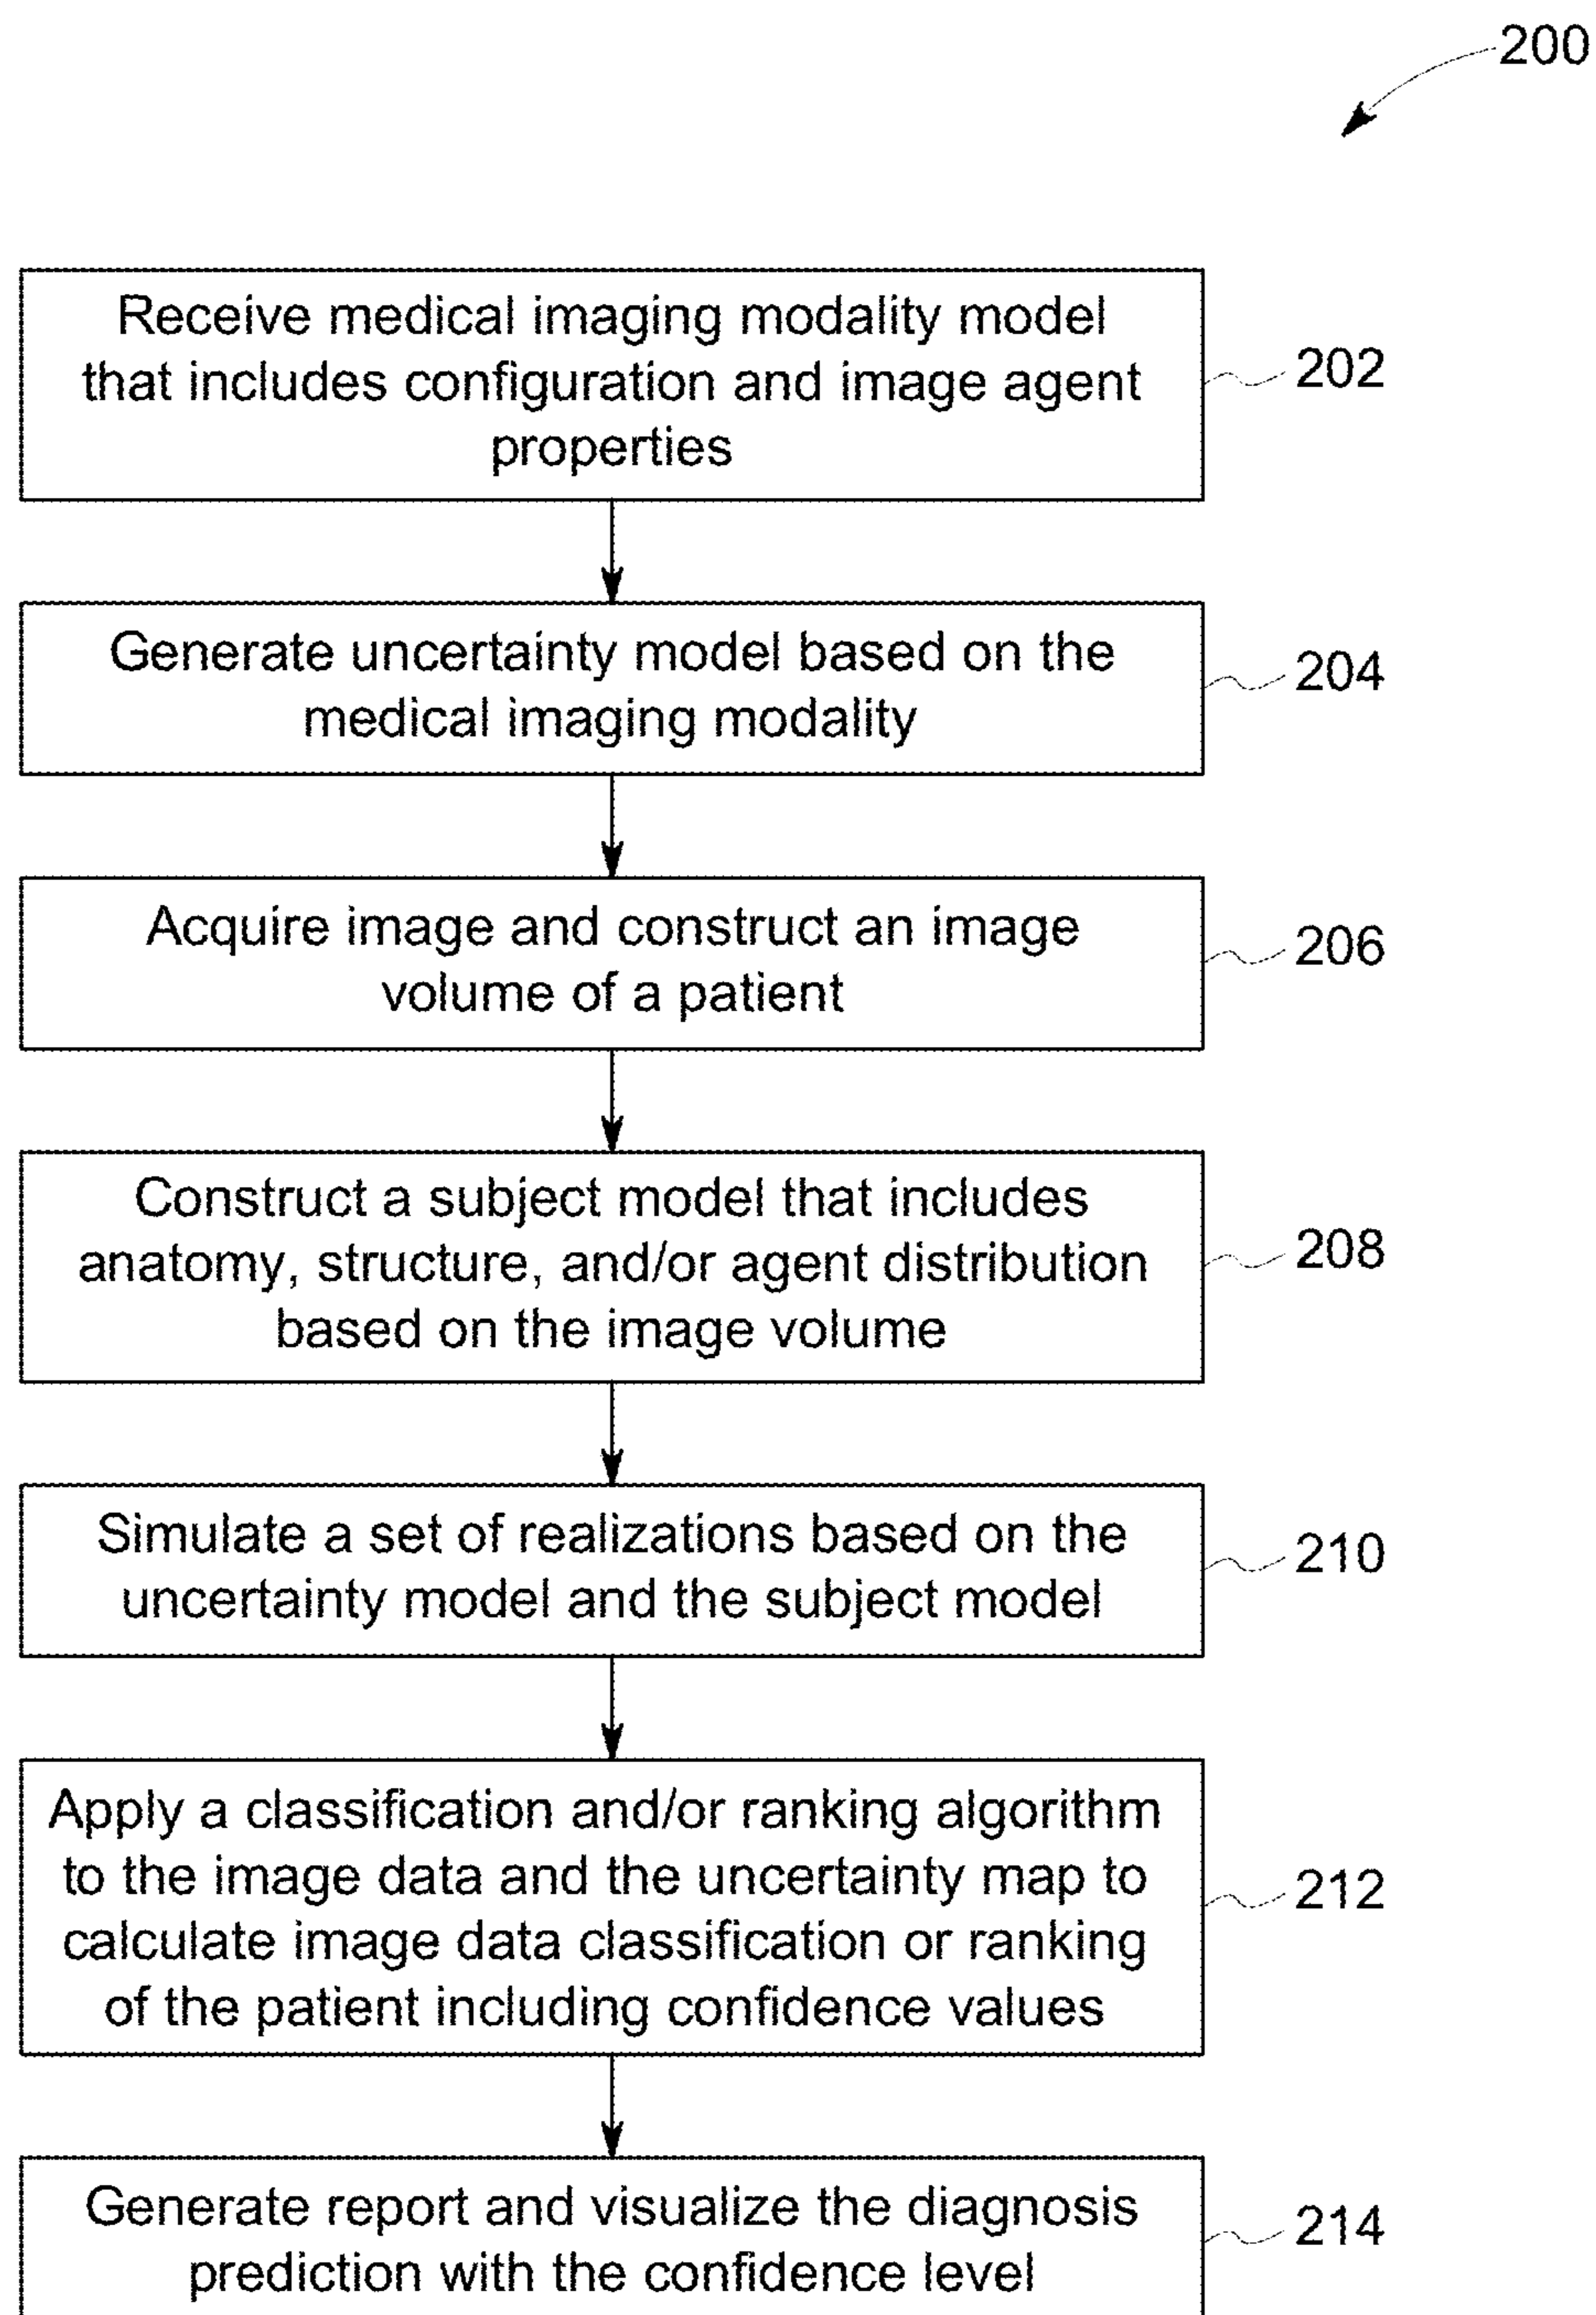 200
Receive medical imaging modality model
that includes configuration and image agent
properties
202
Generate uncertainty model based on the
medical imaging modality
204
Acquire image and construct an image
volume of a patient
206
Construct a subject model that includes
anatomy, structure, and/or agent distribution
based on the image volume
208
Simulate a set of realizations based on the
uncertainty model and the subject model
210
Apply a classification and/or ranking algorithm
to the image data and the uncertainty map to
calculate image data classification or ranking
of the patient including confidence values
212
Generate report and visualize the diagnosis
prediction with the confidence level
214